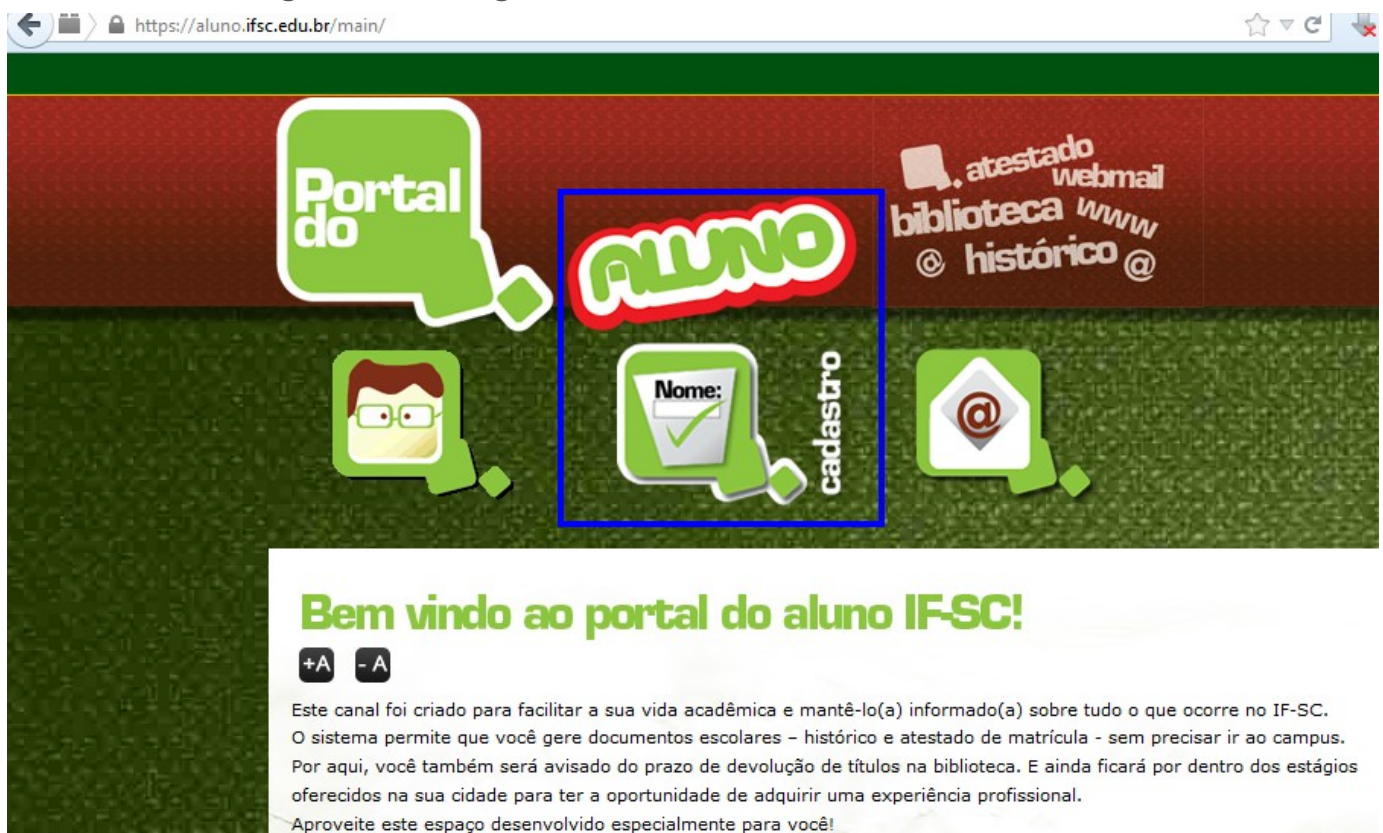 https://aluno.ifsc.edu.br/main/
Portal
do
ALUNO
atestado
webmail
biblioteca www
@ histórico @
Nome:
cadastro
@
Bem vindo ao portal do aluno IF-SC!
+A - A
Este canal foi criado para facilitar a sua vida acadêmica e mantê-lo(a) informado(a) sobre tudo o que ocorre no IF-SC.
O sistema permite que você gere documentos escolares – histórico e atestado de matrícula - sem precisar ir ao campus.
Por aqui, você também será avisado do prazo de devolução de títulos na biblioteca. E ainda ficará por dentro dos estágios
oferecidos na sua cidade para ter a oportunidade de adquirir uma experiência profissional.
Aproveite este espaço desenvolvido especialmente para você!